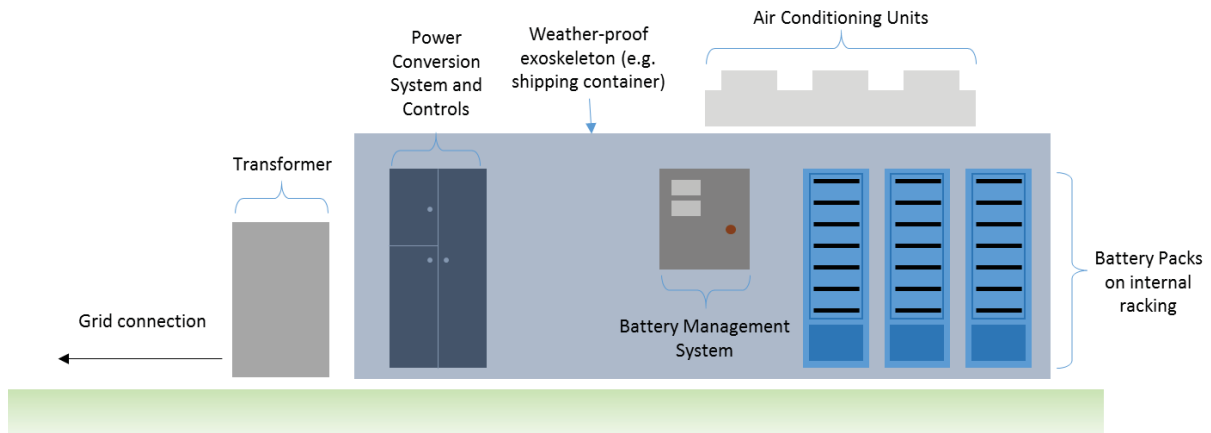 Air Conditioning Units
Power
Conversion
System and
Controls
Weather-proof
exoskeleton (e.g.
shipping container)
Transformer
Battery Packs
on internal
racking
Grid connection
Battery Management
System